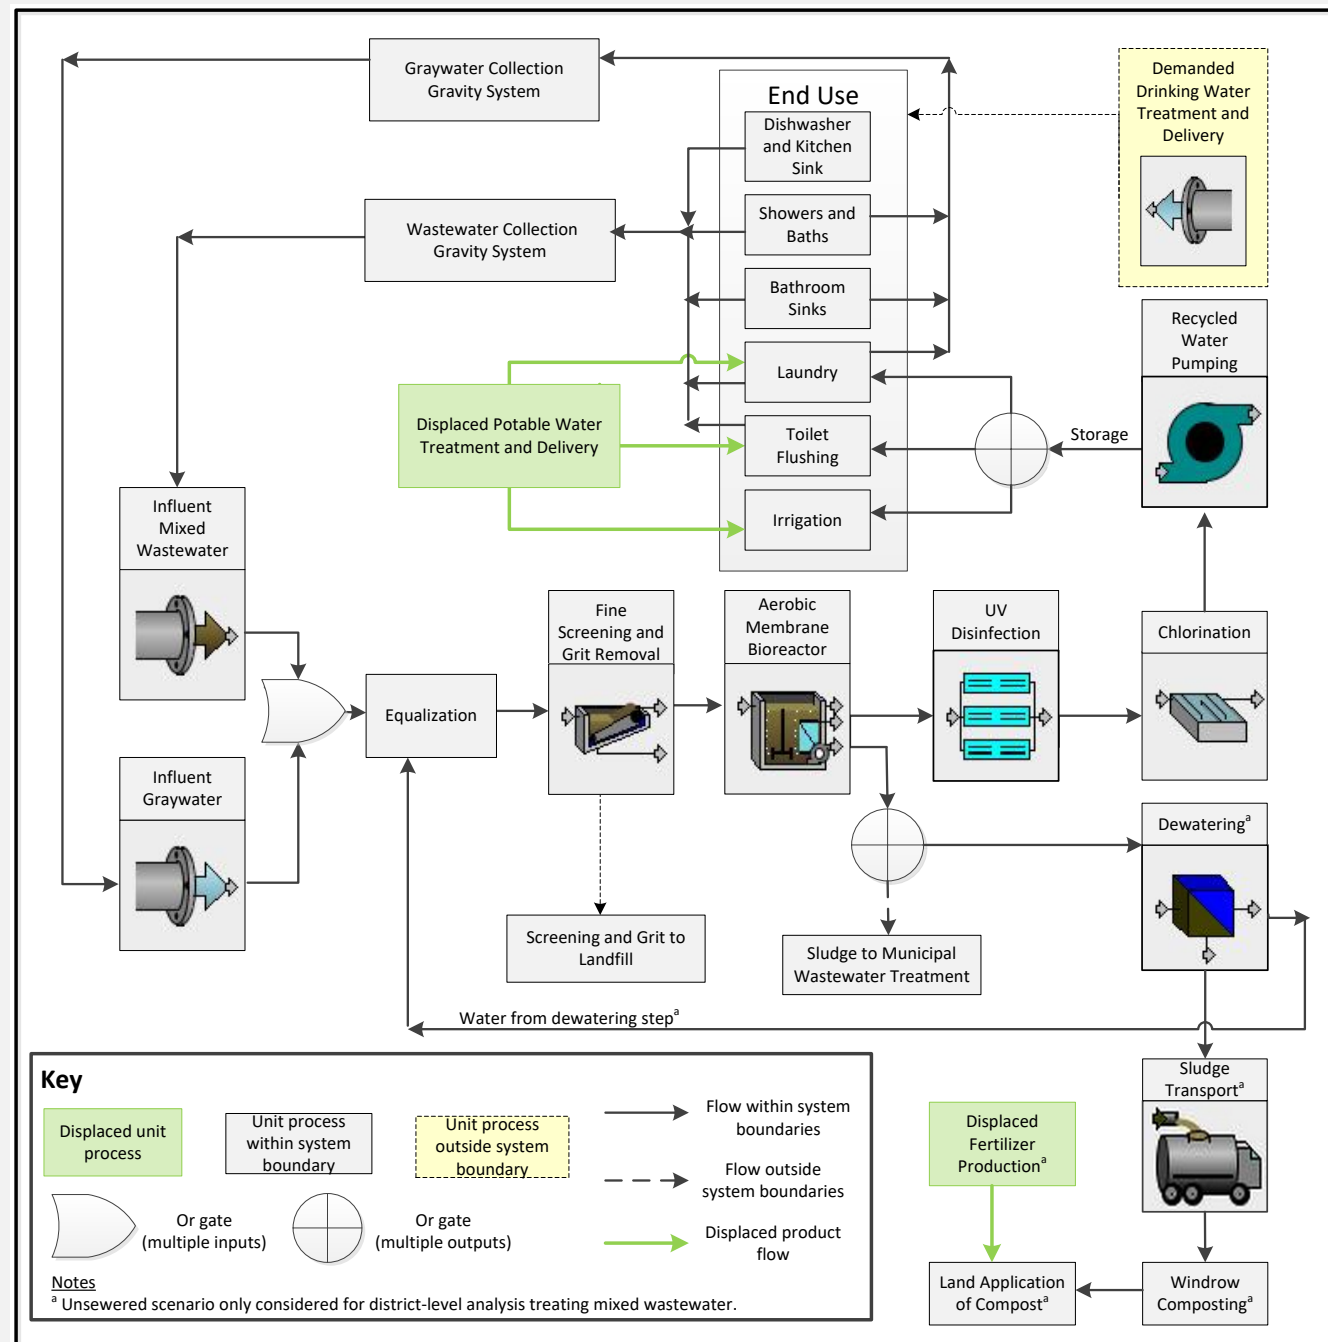 Graywater Collection
Gravity System
End Use
Demanded
Drinking Water
Treatment and
Delivery
Dishwasher
and Kitchen
Sink
Wastewater Collection
Gravity System
Showers and
Baths
Bathroom
Sinks
Recycled
Water
Pumping
Laundry
Displaced Potable Water
Treatment and Delivery
Toilet
Flushing
Storage
Irrigation
Influent
Mixed
Wastewater
Fine
Screening and
Grit Removal
Aerobic
Membrane
Bioreactor
UV
Disinfection
Chlorination
Equalization
Influent
Graywater
Dewatering^a
Screening and Grit to
Landfill
Sludge to Municipal
Wastewater Treatment
Water from dewatering step^a
Sludge
Transport^a
Displaced
Fertilizer
Production^a
Land Application
of Compost^a
Windrow
Composting^a
Key
Displaced unit
process
Unit process
within system
boundary
Unit process
outside system
boundary
Flow within system
boundaries
Flow outside
system boundaries
Or gate
(multiple inputs)
Or gate
(multiple outputs)
Displaced product
flow
Notes
^a Unsewered scenario only considered for district-level analysis treating mixed wastewater.